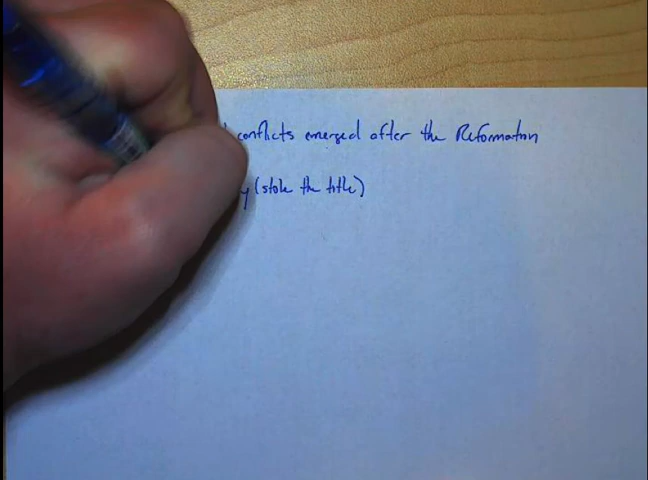 conflicts emerged after the Reformation
y (stole the title)